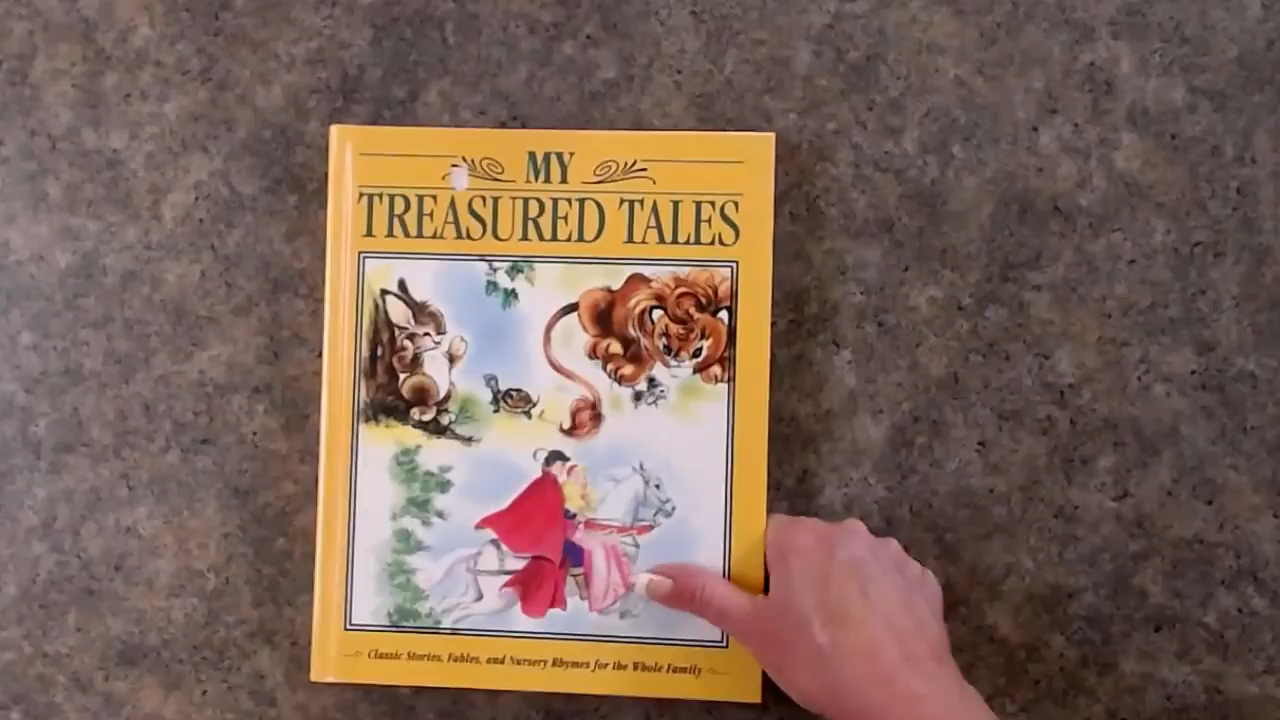 MY
TREASURED TALES
Classic Stories, Fables, and Nursery Rhymes for the Whole Family